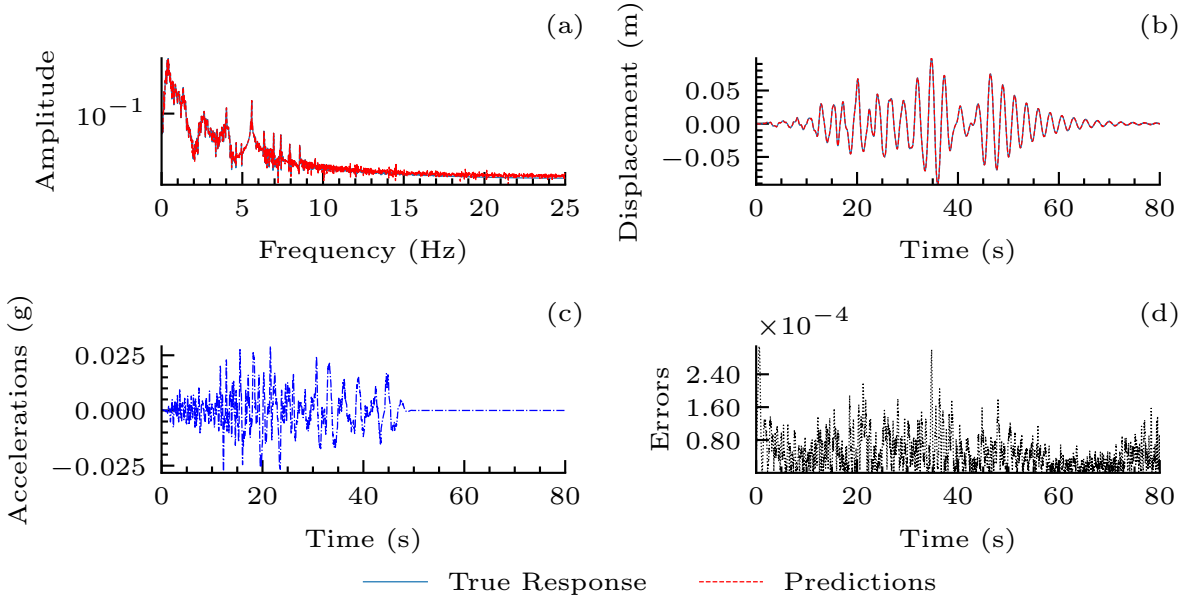 (a)
Amplitude
10⁻¹
0 5 10 15 20 25
Frequency (Hz)
(b)
Displacement (m)
0.05
0.00
−0.05
0 20 40 60 80
Time (s)
(c)
Accelerations (g)
0.025
0.000
−0.025
0 20 40 60 80
Time (s)
(d)
×10⁻⁴
Errors
2.40
1.60
0.80
0 20 40 60 80
Time (s)
True Response Predictions